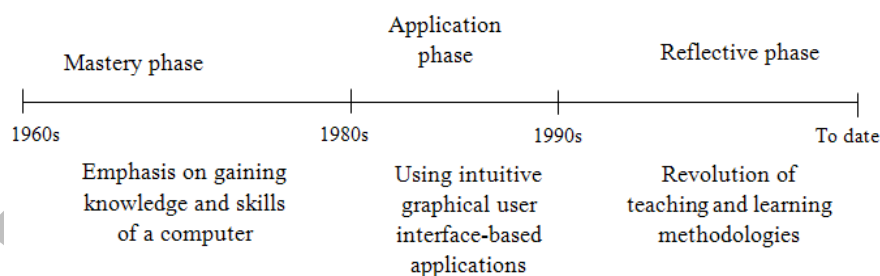 Mastery phase
Application
phase
Reflective phase
1960s
1980s
1990s
To date
Emphasis on gaining
knowledge and skills
of a computer
Using intuitive
graphical user
interface-based
applications
Revolution of
teaching and learning
methodologies